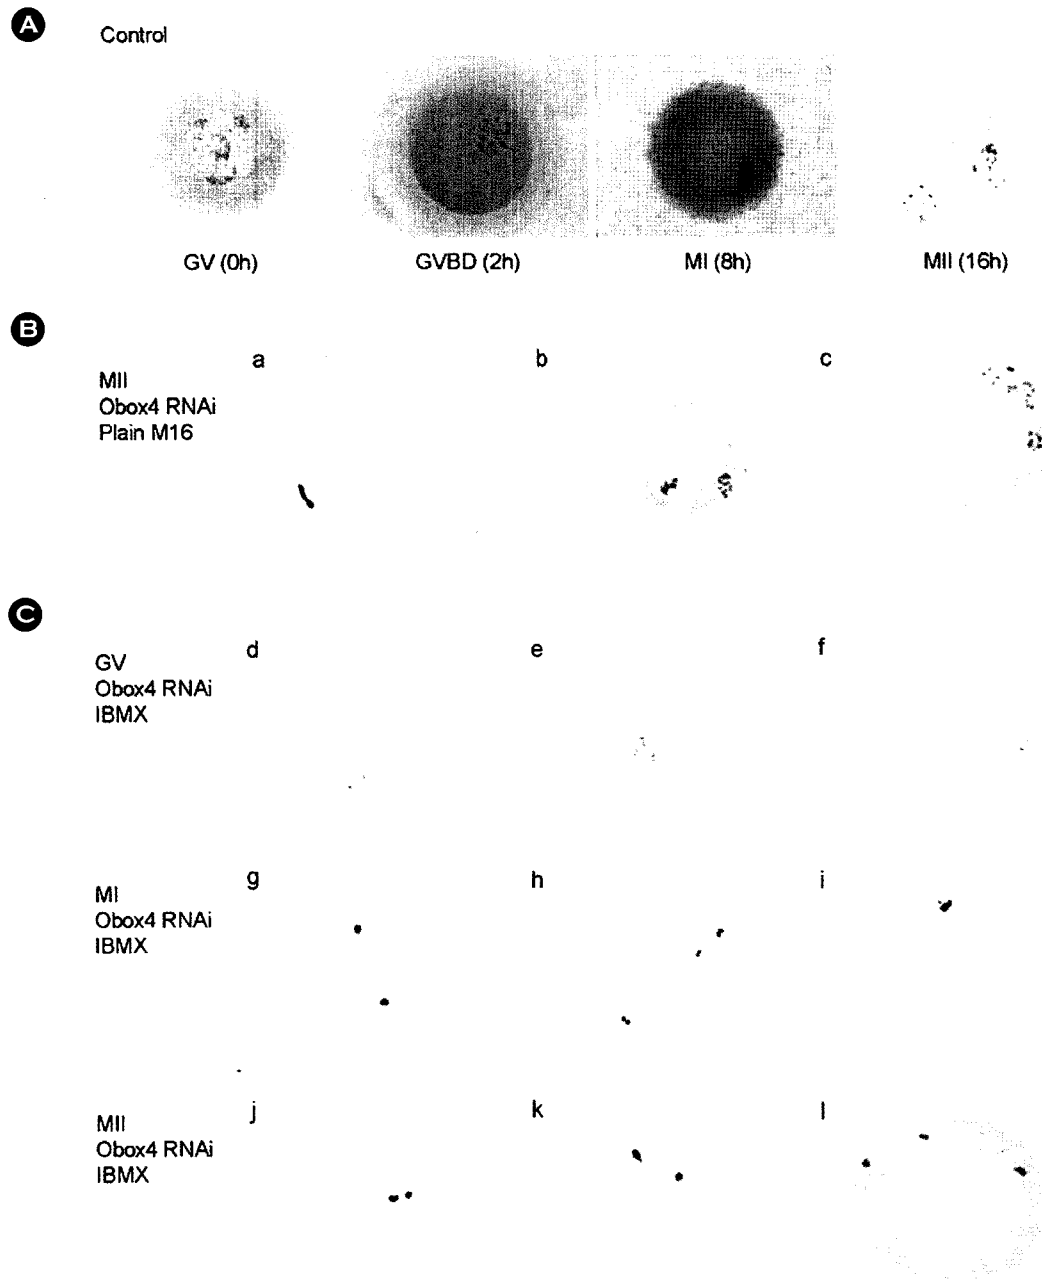 A
Control
GV (0h)
GVBD (2h)
MI (8h)
MII (16h)
B
a
b
c
MII
Obox4 RNAi
Plain M16
C
d
e
f
GV
Obox4 RNAi
IBMX
g
h
i
MI
Obox4 RNAi
IBMX
j
k
l
MII
Obox4 RNAi
IBMX